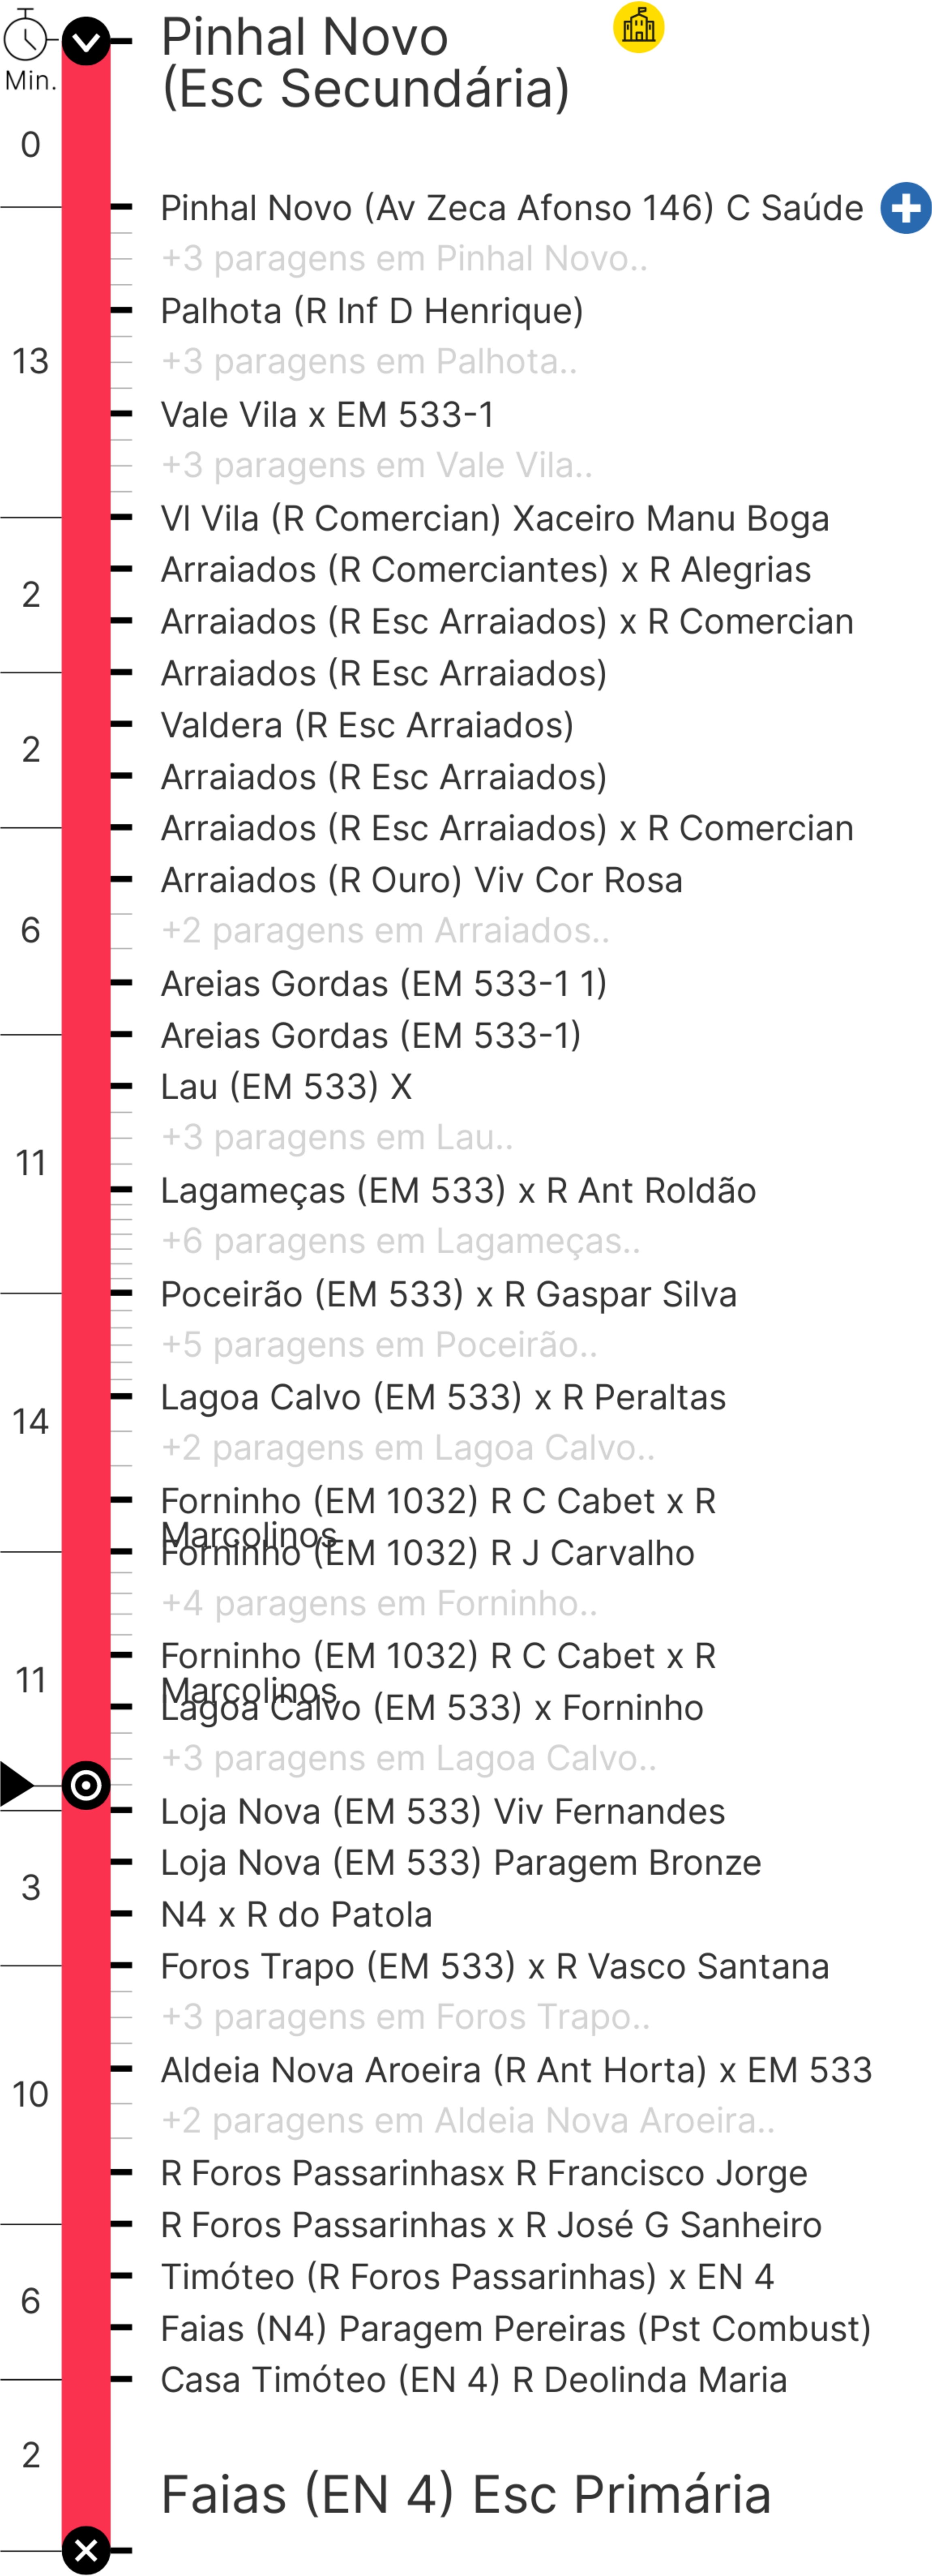 Pinhal Novo
(Esc Secundária)
Min.
0
Pinhal Novo (Av Zeca Afonso 146) C Saúde
+3 paragens em Pinhal Novo..
Palhota (R Inf D Henrique)
13
+3 paragens em Palhota..
Vale Vila x EM 533-1
+3 paragens em Vale Vila..
Vl Vila (R Comercian) Xaceiro Manu Boga
Arraiados (R Comerciantes) x R Alegrias
2
Arraiados (R Esc Arraiados) x R Comercian
Arraiados (R Esc Arraiados)
Valdera (R Esc Arraiados)
2
Arraiados (R Esc Arraiados)
Arraiados (R Esc Arraiados) x R Comercian
Arraiados (R Ouro) Viv Cor Rosa
6
+2 paragens em Arraiados..
Areias Gordas (EM 533-1 1)
Areias Gordas (EM 533-1)
Lau (EM 533) X
+3 paragens em Lau..
11
Lagameças (EM 533) x R Ant Roldão
+6 paragens em Lagameças..
Poceirão (EM 533) x R Gaspar Silva
+5 paragens em Poceirão..
Lagoa Calvo (EM 533) x R Peraltas
14
+2 paragens em Lagoa Calvo..
Forninho (EM 1032) R C Cabet x R
Marcolinos
Forninho (EM 1032) R J Carvalho
+4 paragens em Forninho..
Forninho (EM 1032) R C Cabet x R
Marcolinos
11
Lagoa Calvo (EM 533) x Forninho
+3 paragens em Lagoa Calvo..
Loja Nova (EM 533) Viv Fernandes
Loja Nova (EM 533) Paragem Bronze
3
N4 x R do Patola
Foros Trapo (EM 533) x R Vasco Santana
+3 paragens em Foros Trapo..
Aldeia Nova Aroeira (R Ant Horta) x EM 533
10
+2 paragens em Aldeia Nova Aroeira..
R Foros Passarinhasx R Francisco Jorge
R Foros Passarinhas x R José G Sanheiro
Timóteo (R Foros Passarinhas) x EN 4
6
Faias (N4) Paragem Pereiras (Pst Combust)
Casa Timóteo (EN 4) R Deolinda Maria
2
Faias (EN 4) Esc Primária